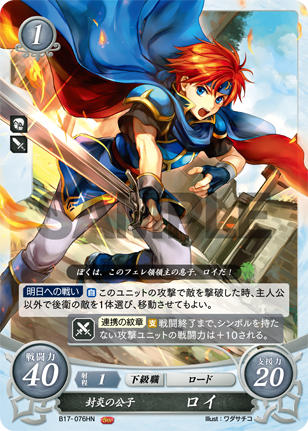 1
SAMPLE
ぼくは、このフェレ領領主の息子、ロイだ！
明日への戦い 自 このユニットの攻撃で敵を撃破した時、主人公
以外で後衛の敵を1体選び、移動させてもよい。
連携の紋章 支 戦闘終了まで、シンボルを持た
ない攻撃ユニットの戦闘力は＋10される。
戦闘力
40
射程 1 下級職 ロード
支援力
20
封炎の公子 ロイ
B17-076HN
Illust：ワダサチコ